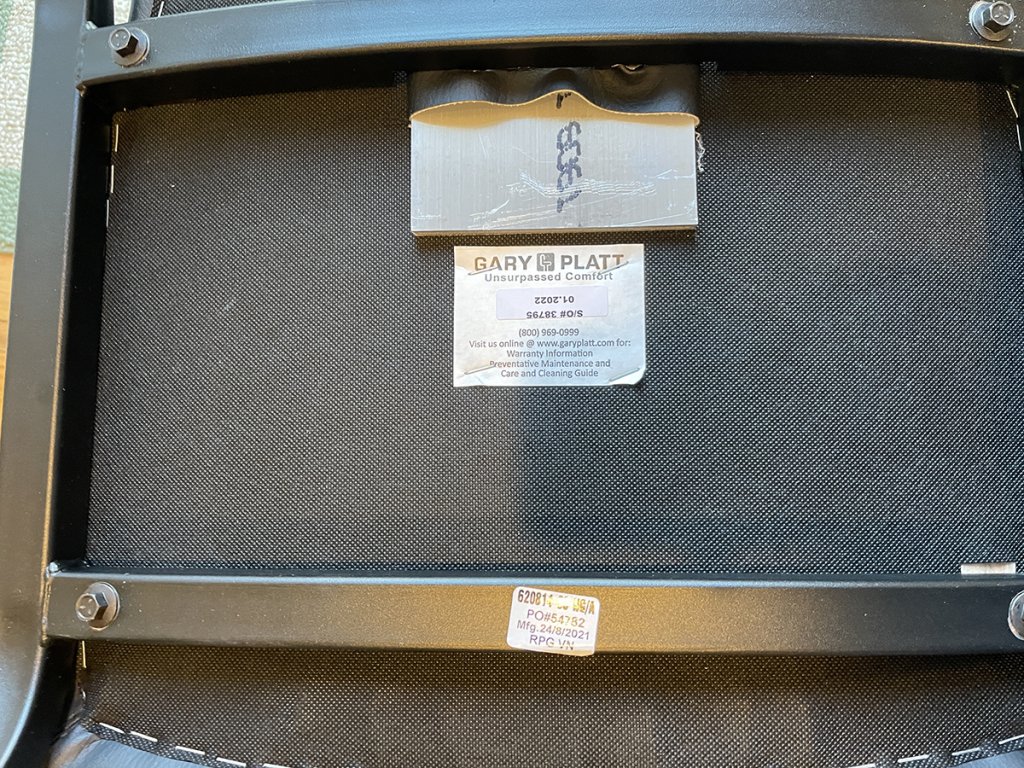 GARY PLATT
Unsurpassed Comfort
01.2022
S/O# 38795
(800) 969-0999
Visit us online @ www.garyplatt.com for:
Warranty Information
Preventative Maintenance and
Care and Cleaning Guide
PO#54782
Mfg.24/8/2021
RPG VN